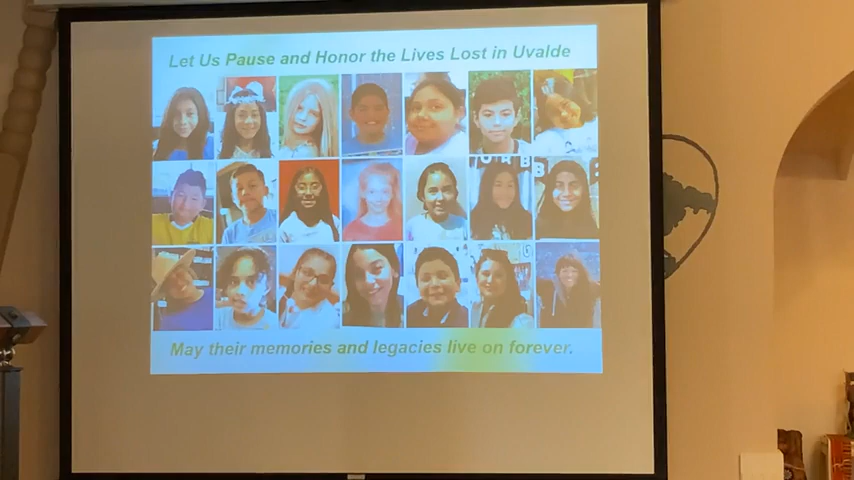 Let Us Pause and Honor the Lives Lost in Uvalde
May their memories and legacies live on forever.